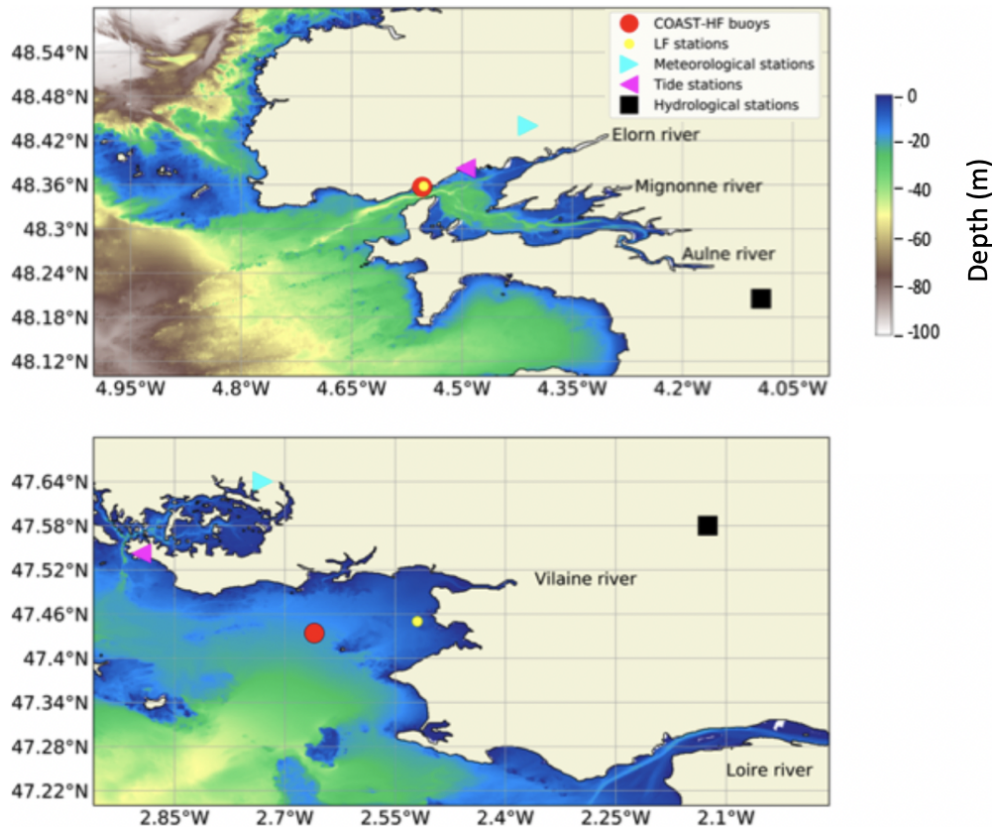 COAST-HF buoys
LF stations
Meteorological stations
Tide stations
Hydrological stations
48.54°N
48.48°N
48.42°N
48.36°N
48.3°N
48.24°N
48.18°N
48.12°N
Elorn river
Mignonne river
Aulne river
4.95°W 4.8°W 4.65°W 4.5°W 4.35°W 4.2°W 4.05°W
0
-20
-40
-60
-80
-100
Depth (m)
47.64°N
47.58°N
47.52°N
47.46°N
47.4°N
47.34°N
47.28°N
47.22°N
Vilaine river
Loire river
2.85°W 2.7°W 2.55°W 2.4°W 2.25°W 2.1°W